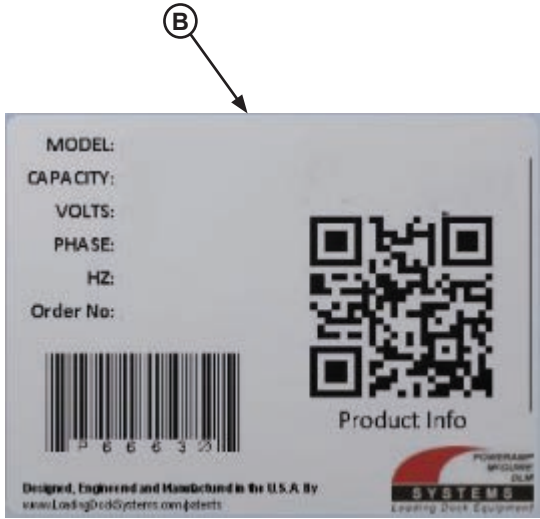 B
MODEL:
CAPACITY:
VOLTS:
PHASE:
HZ:
Order No:
Product Info
P 6 6 6 3
POWERAMP
McGUIRE
DLM
SYSTEMS
Loading Dock Equipment
Designed, Engineered and Manufactured in the U.S.A. By
www.LoadingDockSystems.com/patents